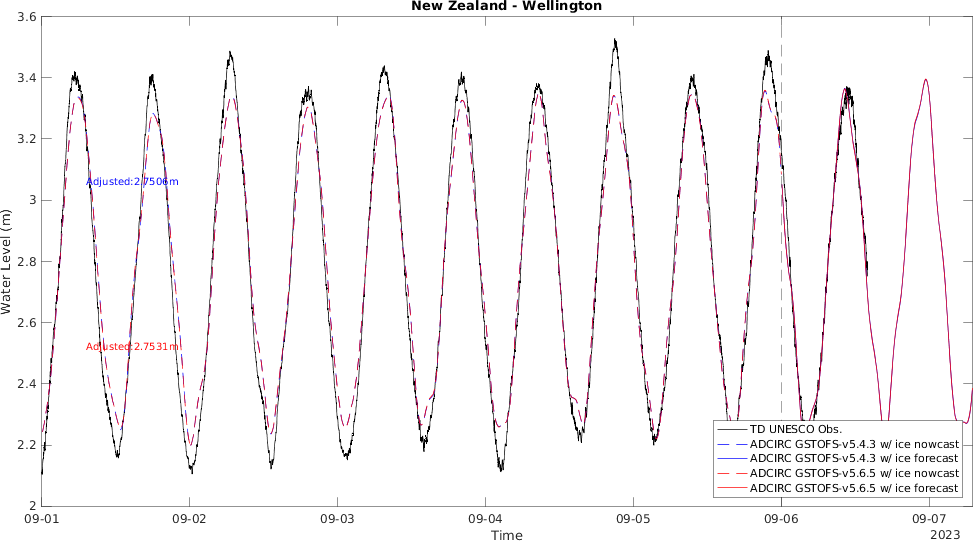 New Zealand - Wellington
3.6
3.4
3.2
3
2.8
2.6
2.4
2.2
2
Water Level (m)
Adjusted:2.7506m
Adjusted:2.7531m
TD UNESCO Obs.
ADCIRC GSTOFS-v5.4.3 w/ ice nowcast
ADCIRC GSTOFS-v5.4.3 w/ ice forecast
ADCIRC GSTOFS-v5.6.5 w/ ice nowcast
ADCIRC GSTOFS-v5.6.5 w/ ice forecast
09-01 09-02 09-03 09-04 09-05 09-06 09-07
Time
2023